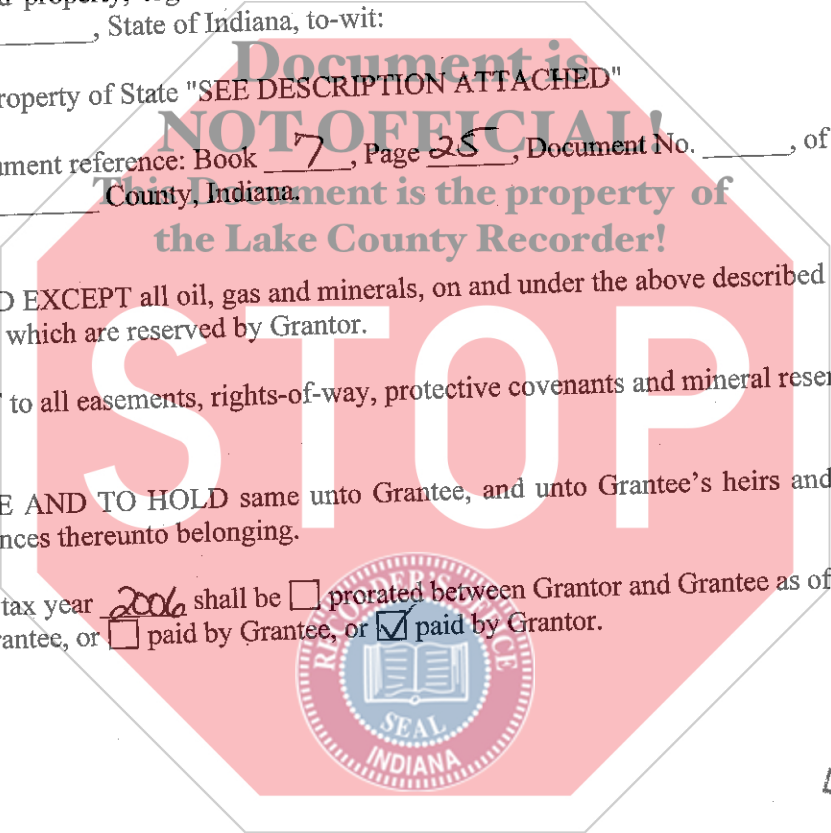 property,
_______, State of Indiana, to-wit:
Document is
roperty of State "SEE DESCRIPTION ATTACHED"
NOT OFFICIAL!
ument reference: Book 7, Page 25, Document No. ______, of
This Document is the property of
_______ County, Indiana.
the Lake County Recorder!
D EXCEPT all oil, gas and minerals, on and under the above described
which are reserved by Grantor.
STOP
to all easements, rights-of-way, protective covenants and mineral reser
E AND TO HOLD same unto Grantee, and unto Grantee's heirs and
nces thereunto belonging.
tax year 2006 shall be ☐ prorated between Grantor and Grantee as of
rantee, or ☐ paid by Grantee, or ☑ paid by Grantor.
RECORDER'S OFFICE
SEAL
INDIANA